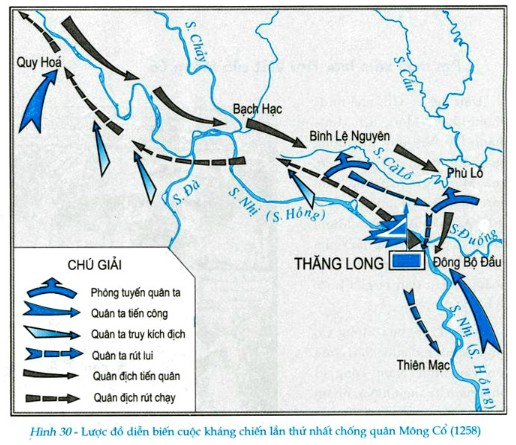 S. Chảy
Quy Hoá
S. Cầu
Bạch Hạc
Bình Lệ Nguyên
S. Cà Lồ
Phù Lỗ
S. Đà
S. Nhị (S. Hồng)
S. Đuống
THĂNG LONG
Đông Bộ Đầu
S. Nhị (S. Hồng)
Thiên Mạc
CHÚ GIẢI
Phòng tuyến quân ta
Quân ta tiến công
Quân ta truy kích địch
Quân ta rút lui
Quân địch tiến quân
Quân địch rút chạy
Hình 30 - Lược đồ diễn biến cuộc kháng chiến lần thứ nhất chống quân Mông Cổ (1258)